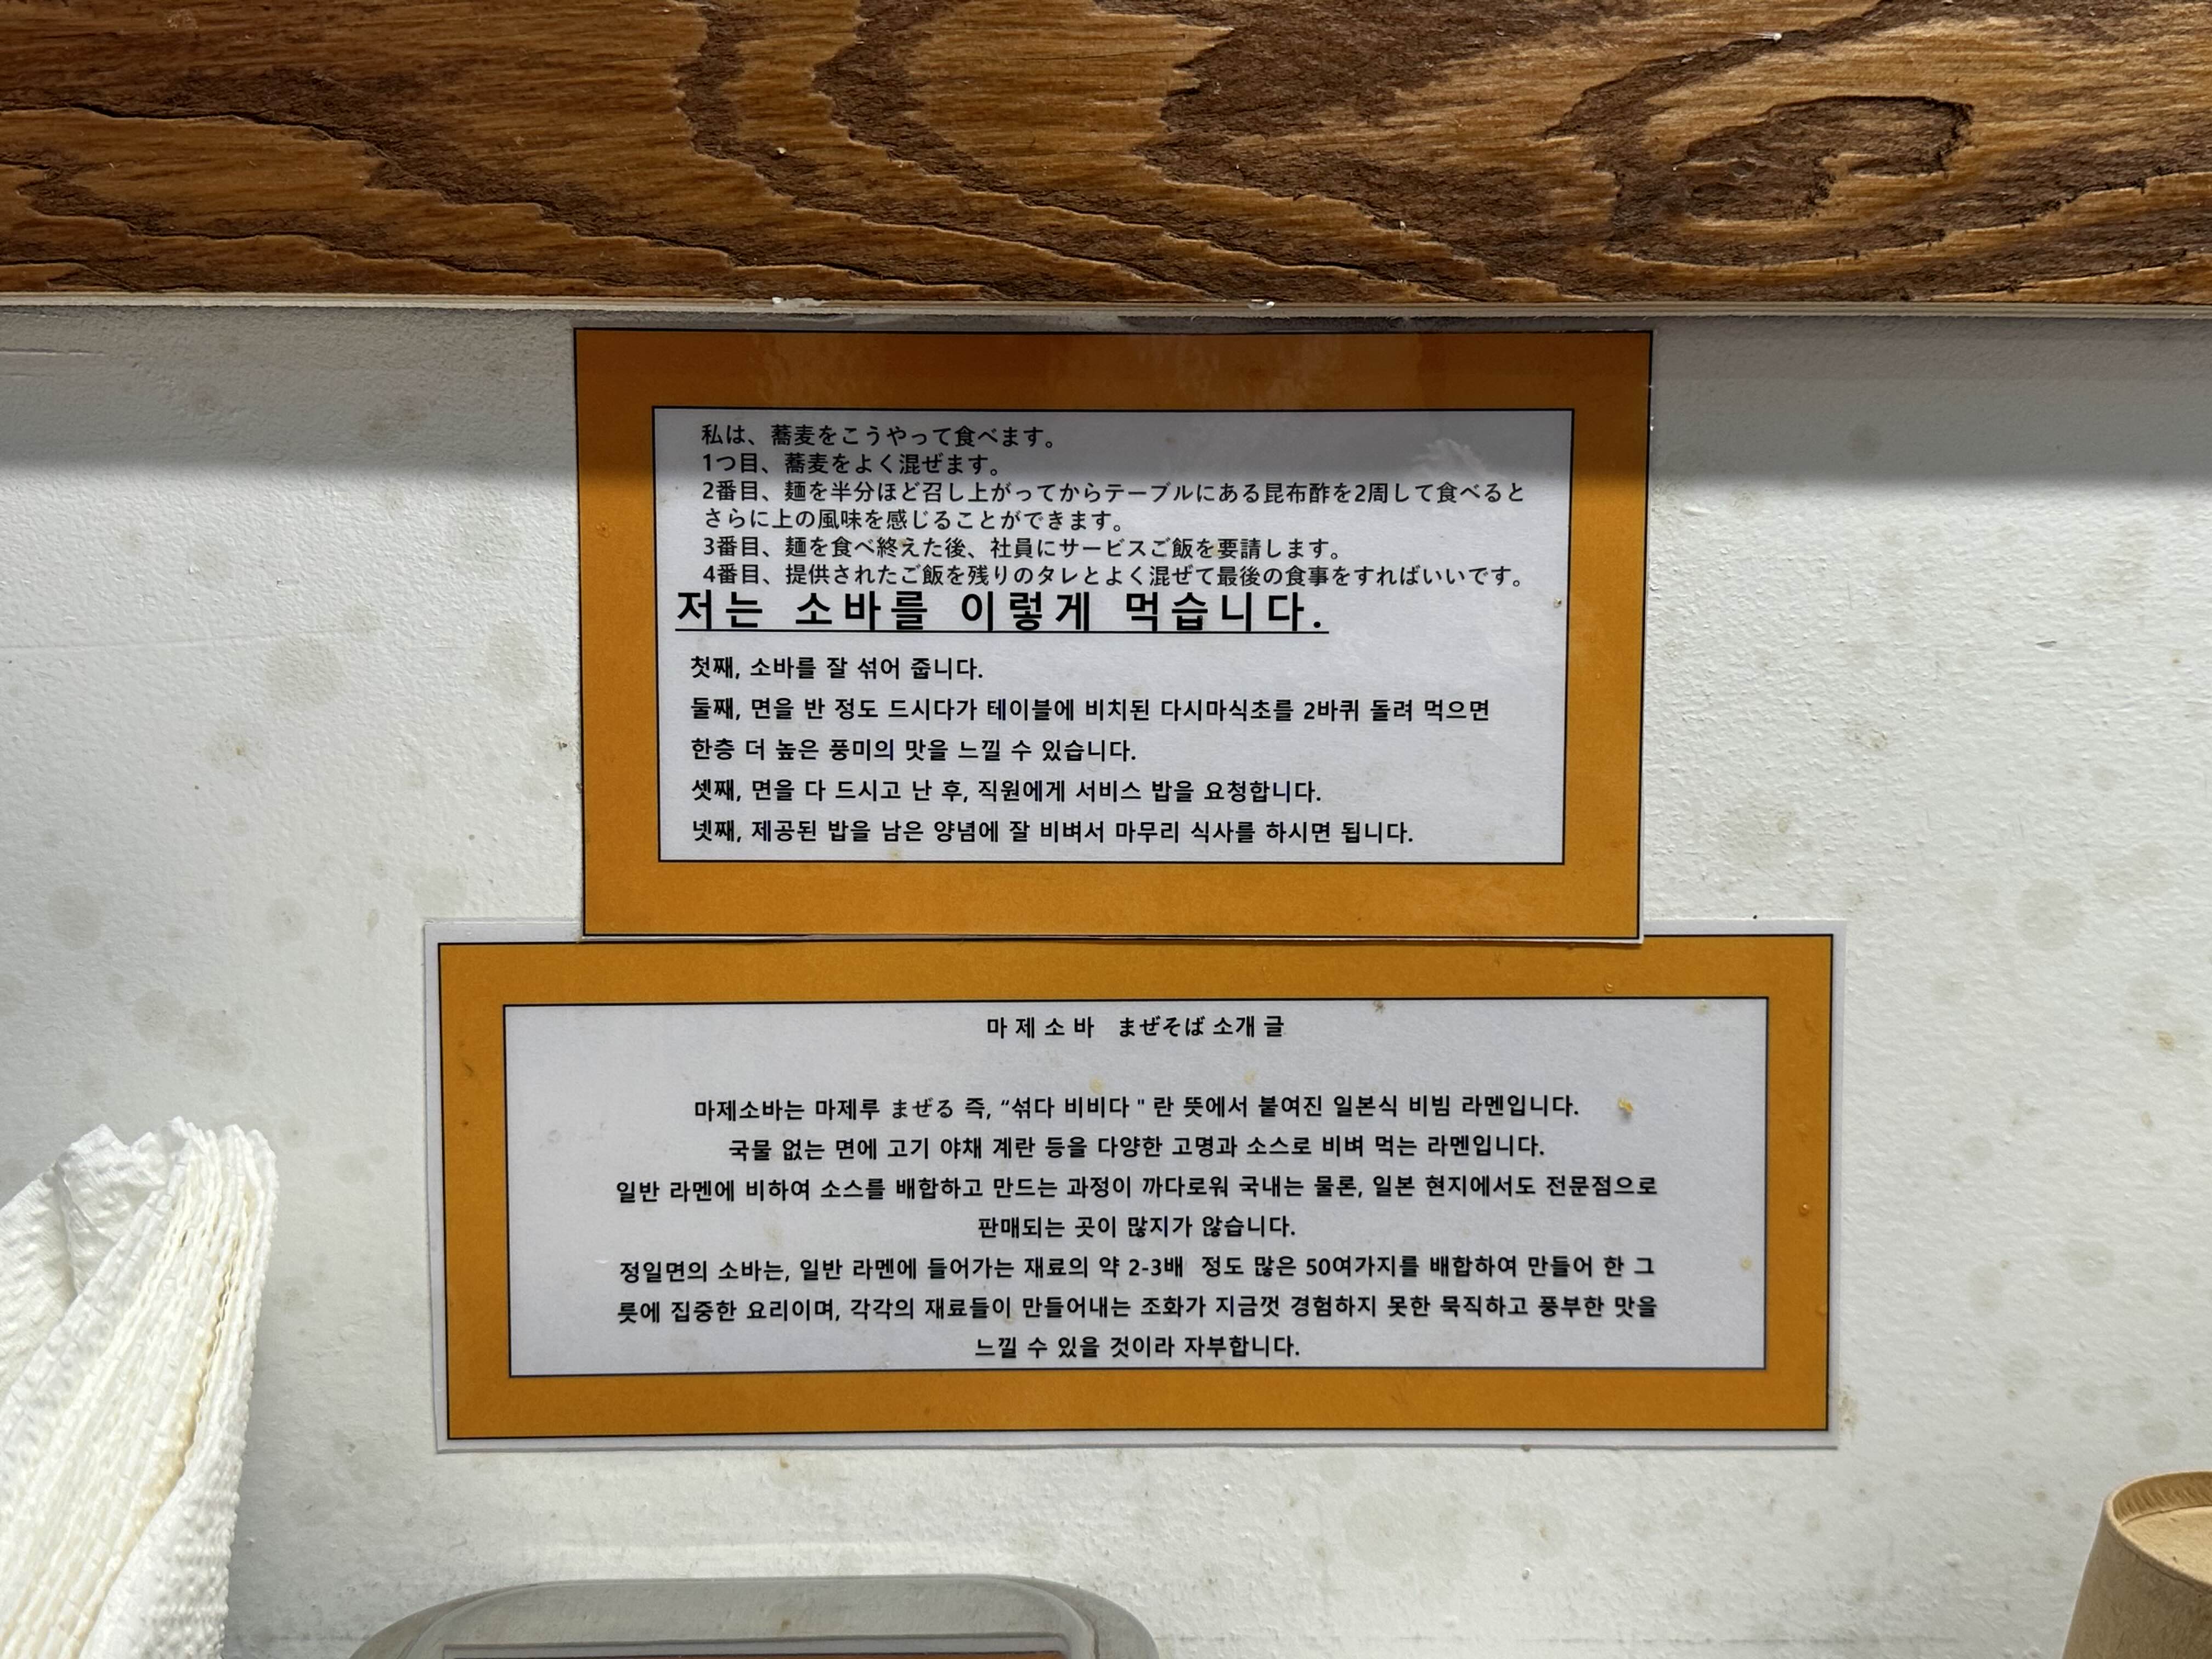 私は、蕎麦をこうやって食べます。
1つ目、蕎麦をよく混ぜます。
2番目、麺を半分ほど召し上がってからテーブルにある昆布酢を2周して食べると
さらに上の風味を感じることができます。
3番目、麺を食べ終えた後、社員にサービスご飯を要請します。
4番目、提供されたご飯を残りのタレとよく混ぜて最後の食事をすればいいです。
저는 소바를 이렇게 먹습니다.
첫째, 소바를 잘 섞어 줍니다.
둘째, 면을 반 정도 드시다가 테이블에 비치된 다시마식초를 2바퀴 돌려 먹으면
한층 더 높은 풍미의 맛을 느낄 수 있습니다.
셋째, 면을 다 드시고 난 후, 직원에게 서비스 밥을 요청합니다.
넷째, 제공된 밥을 남은 양념에 잘 비벼서 마무리 식사를 하시면 됩니다.
마 제 소 바 まぜそば 소개 글
마제소바는 마제루 まぜる 즉, “섞다 비비다 " 란 뜻에서 붙여진 일본식 비빔 라멘입니다.
국물 없는 면에 고기 야채 계란 등을 다양한 고명과 소스로 비벼 먹는 라멘입니다.
일반 라멘에 비하여 소스를 배합하고 만드는 과정이 까다로워 국내는 물론, 일본 현지에서도 전문점으로
판매되는 곳이 많지가 않습니다.
정일면의 소바는, 일반 라멘에 들어가는 재료의 약 2-3배 정도 많은 50여가지를 배합하여 만들어 한 그
릇에 집중한 요리이며, 각각의 재료들이 만들어내는 조화가 지금껏 경험하지 못한 묵직하고 풍부한 맛을
느낄 수 있을 것이라 자부합니다.